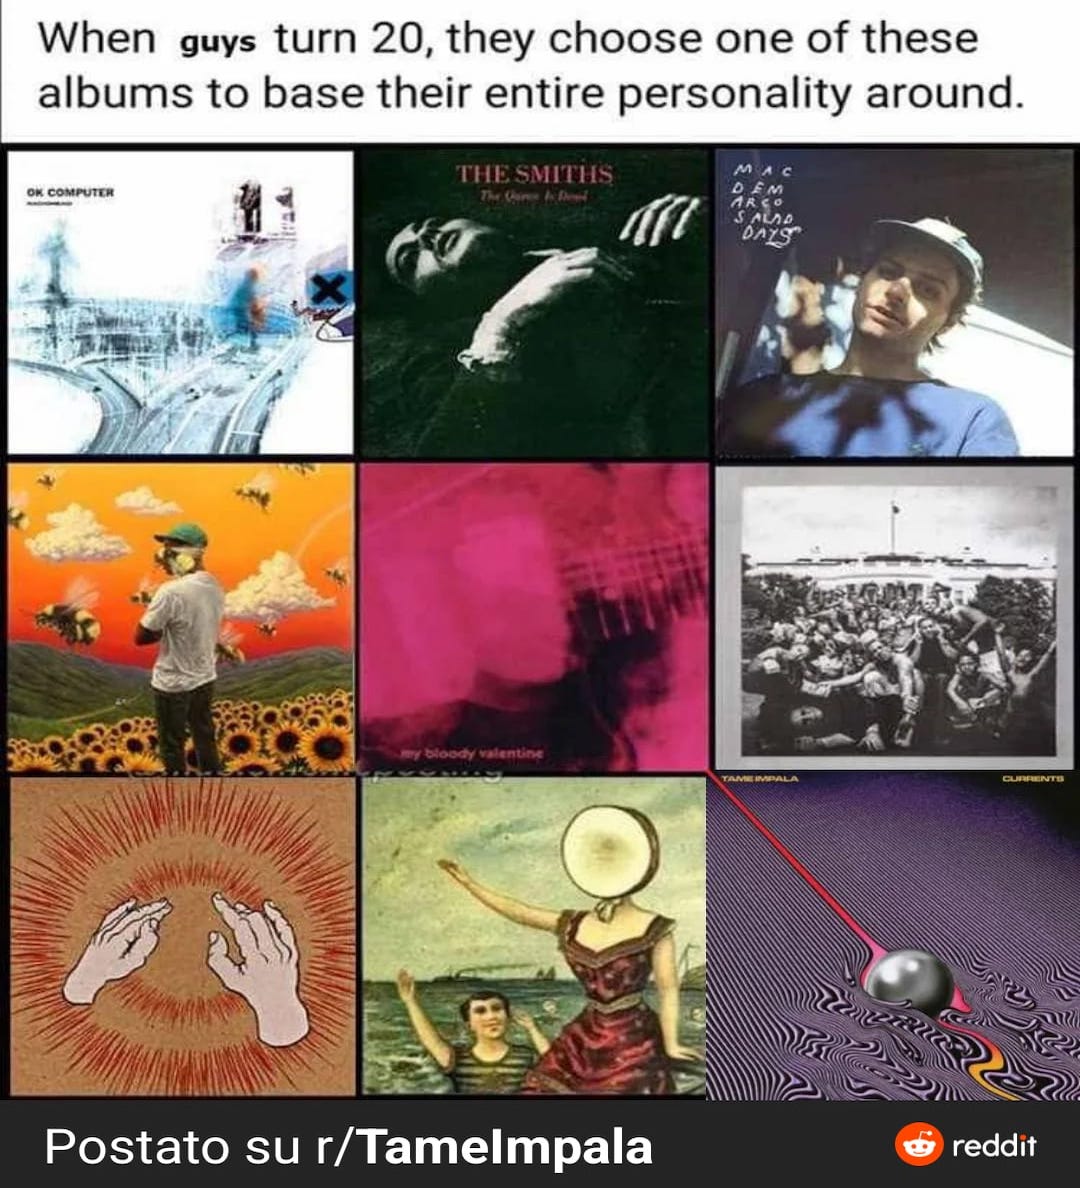 When guys turn 20, they choose one of these
albums to base their entire personality around.
OK COMPUTER
RADIOHEAD
THE SMITHS
The Queen Is Dead
MAC
DEM
ARCO
SALAD
DAYS
my bloody valentine
TAME IMPALA
CURRENTS
Postato su r/TameImpala
reddit